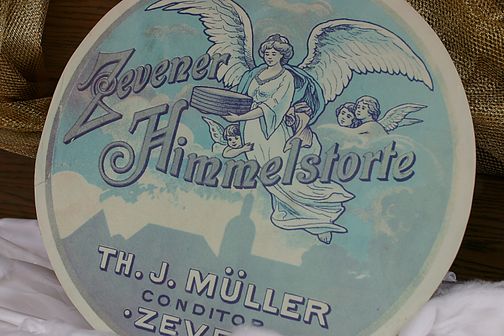 Zevener
Himmelstorte
TH. J. MÜLLER
CONDITOR